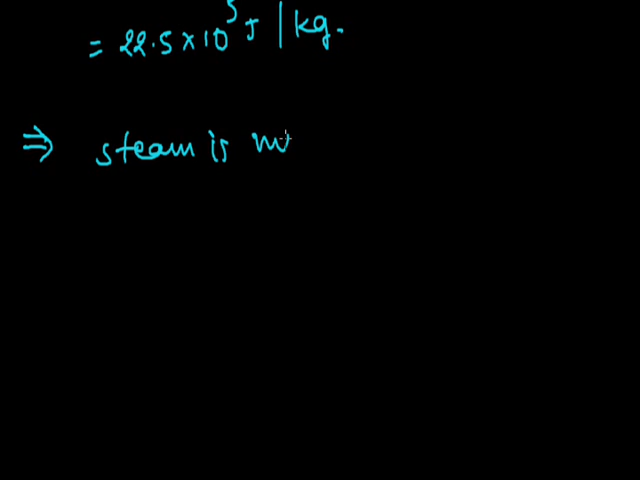 = 22.5 × 10⁵ J | kg.
⇒ steam is m